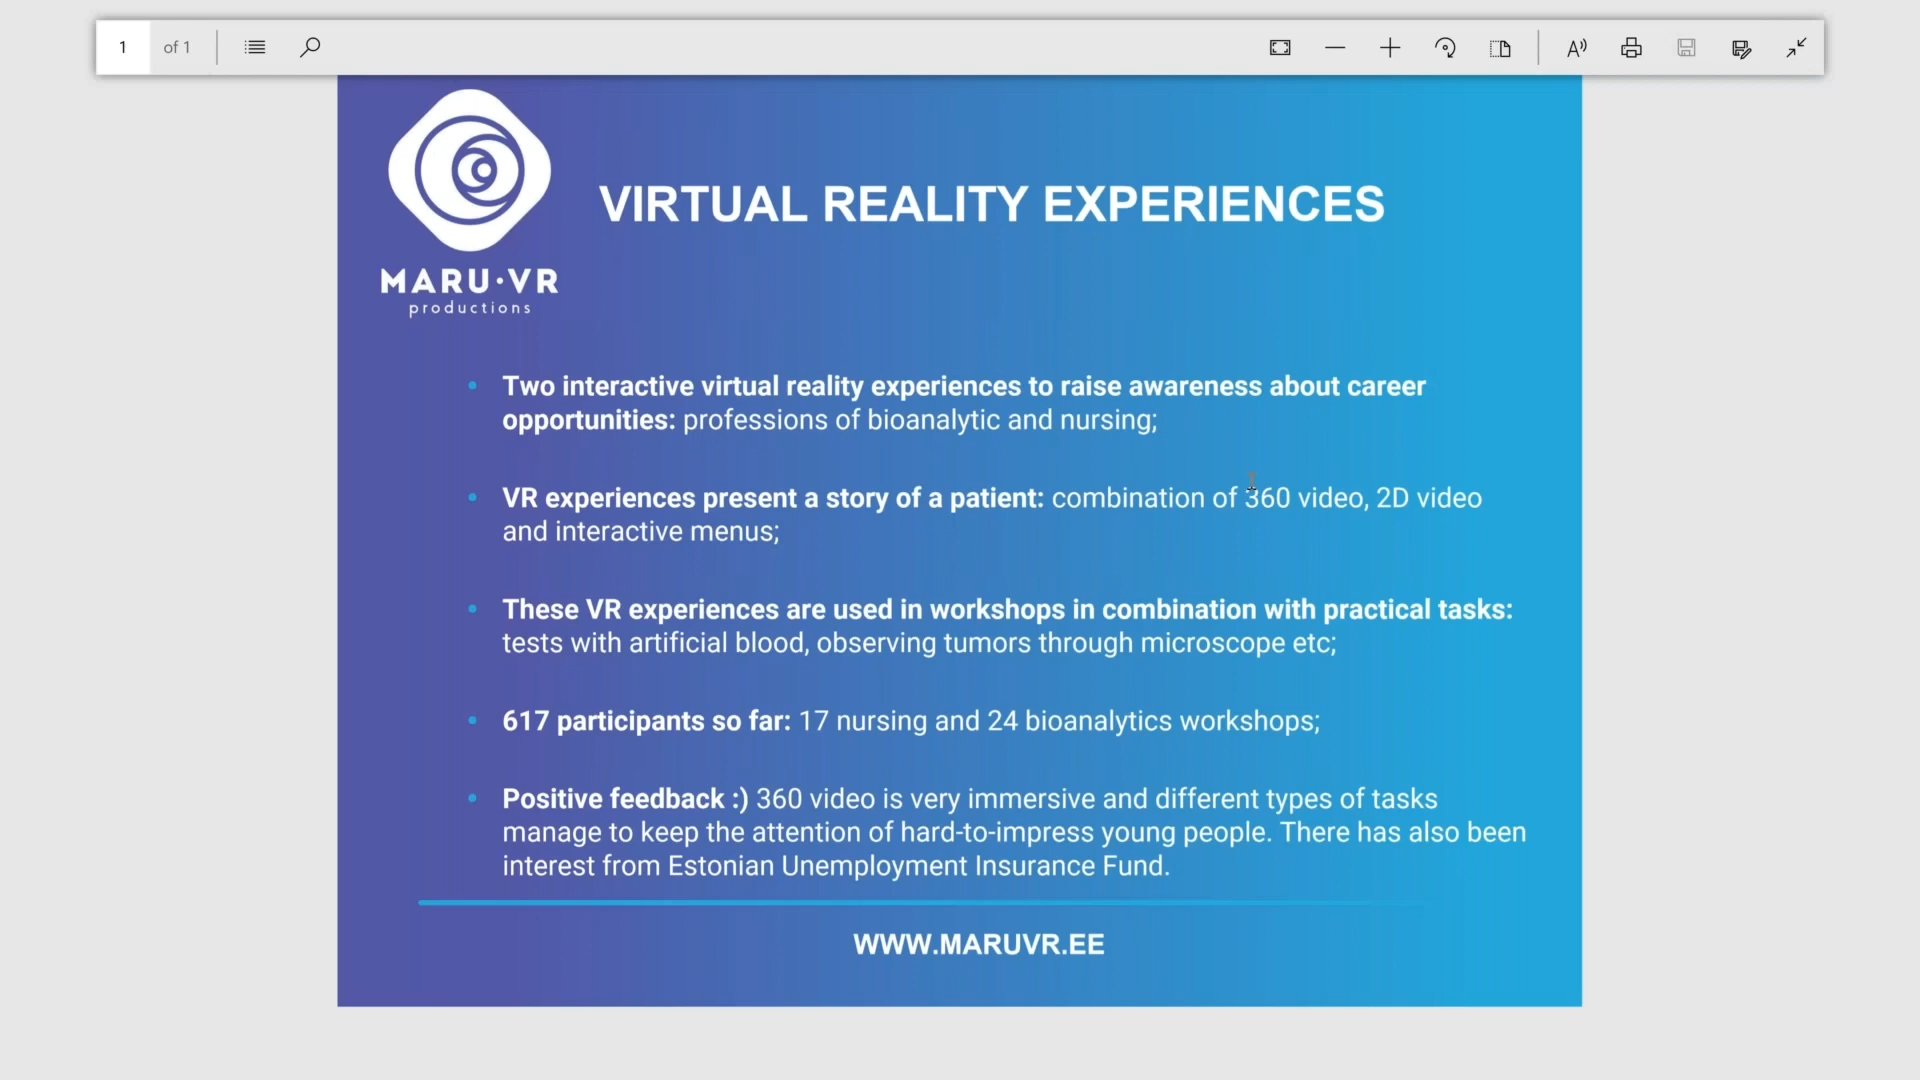 1 of 1
MARU·VR
productions
VIRTUAL REALITY EXPERIENCES
• Two interactive virtual reality experiences to raise awareness about career
opportunities: professions of bioanalytic and nursing;
• VR experiences present a story of a patient: combination of 360 video, 2D video
and interactive menus;
• These VR experiences are used in workshops in combination with practical tasks:
tests with artificial blood, observing tumors through microscope etc;
• 617 participants so far: 17 nursing and 24 bioanalytics workshops;
• Positive feedback :) 360 video is very immersive and different types of tasks
manage to keep the attention of hard-to-impress young people. There has also been
interest from Estonian Unemployment Insurance Fund.
WWW.MARUVR.EE